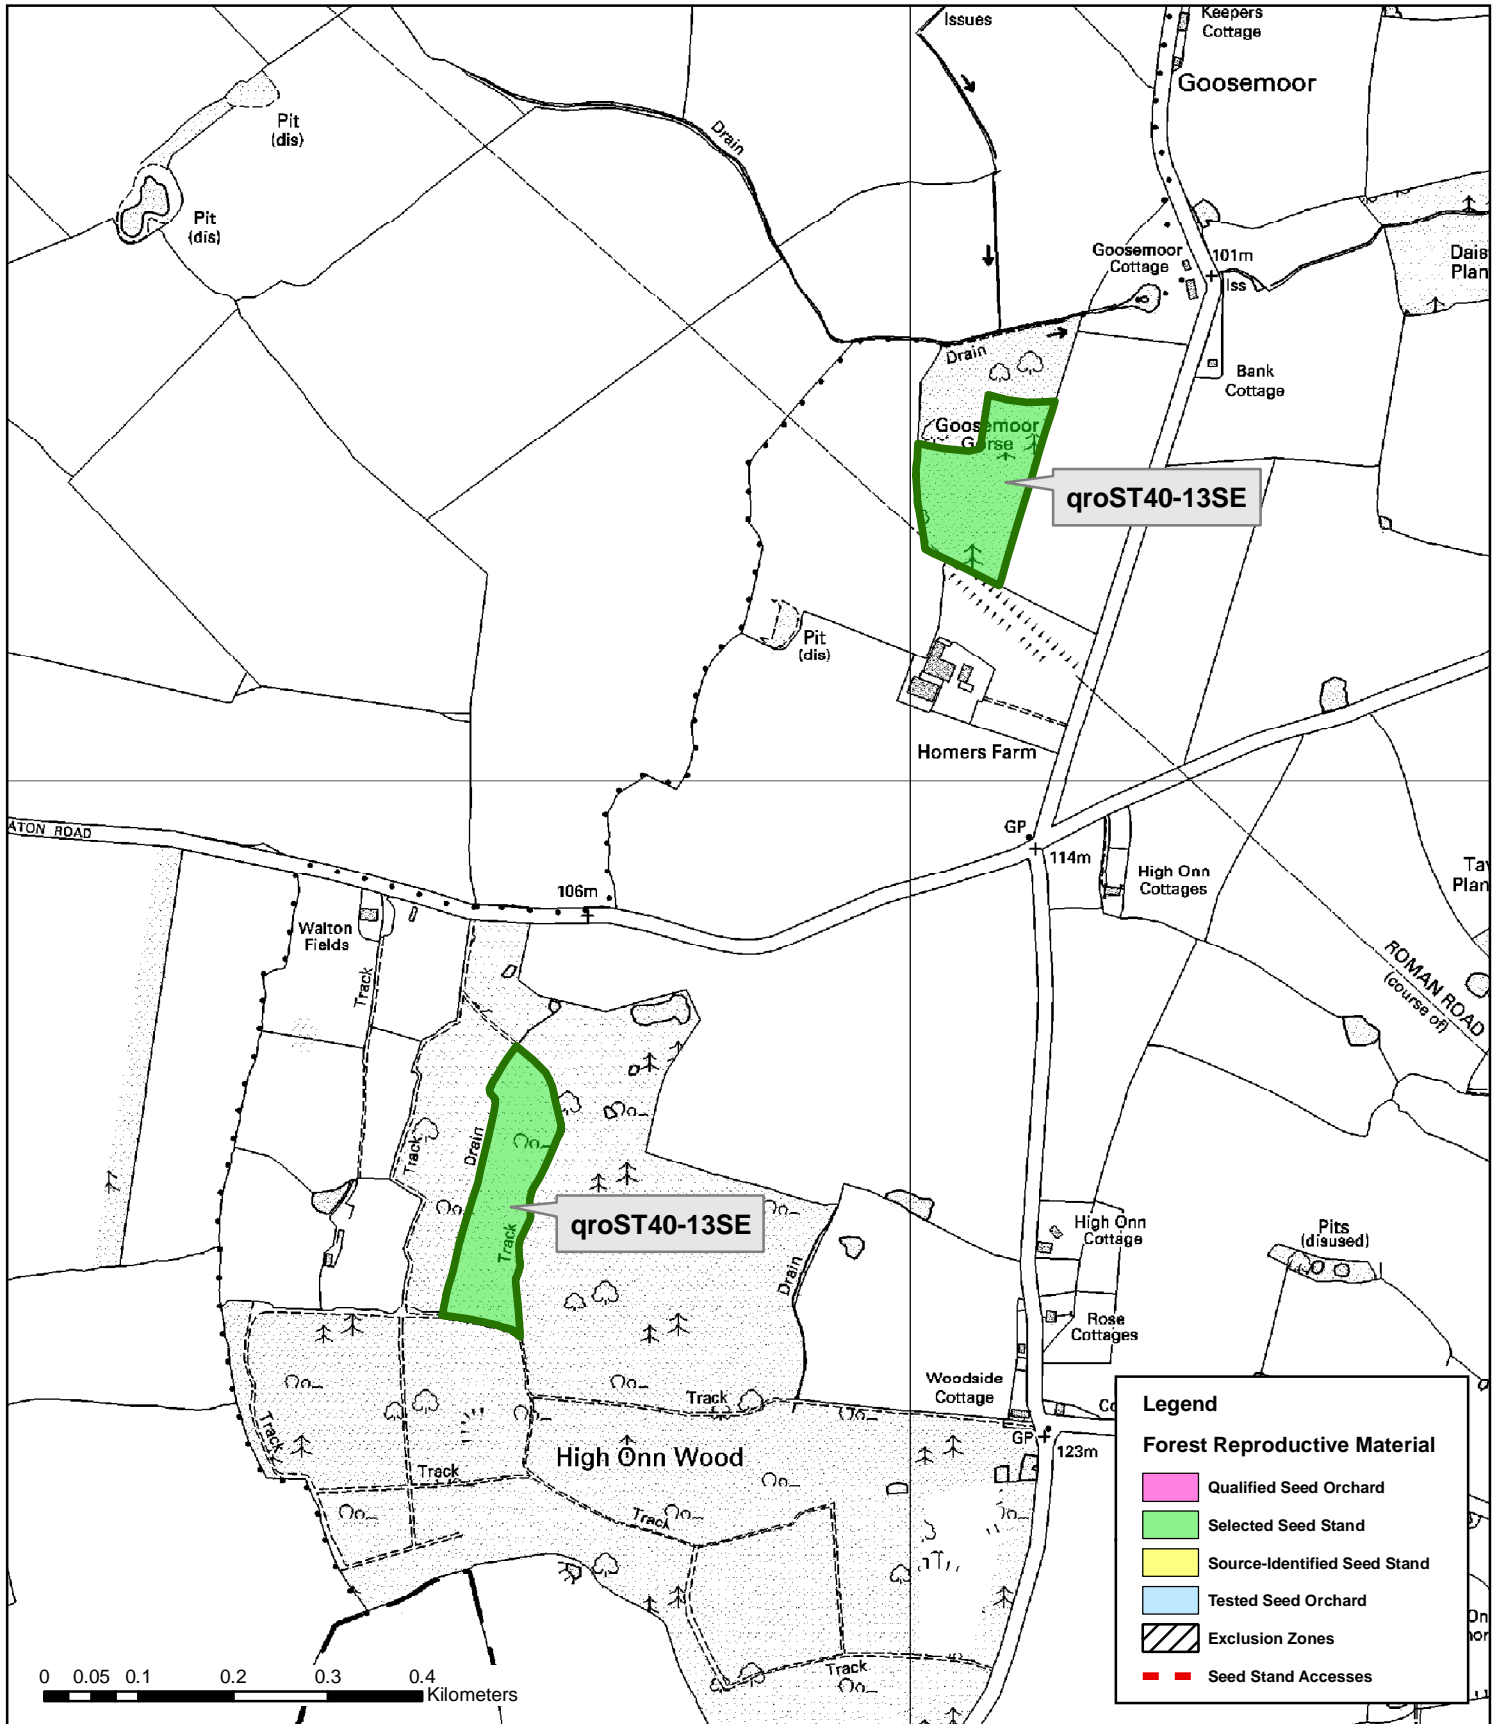 Issues
Keepers
Cottage
Goosemoor
Pit
(dis)
Drain
Pit
(dis)
Goosemoor
Cottage
101m
Iss
Drain
Bank
Cottage
Goosemoor
Gorse
qroST40-13SE
Pit
(dis)
Homers Farm
ATON ROAD
GP
114m
High Onn
Cottages
106m
Walton
Fields
Track
ROMAN ROAD
(course of)
Drain
Track
qroST40-13SE
Track
Drain
High Onn
Cottage
Pits
(disused)
Rose
Cottages
Woodside
Cottage
Track
Track
GP
123m
High Onn Wood
Track
Track
Track
Legend
Forest Reproductive Material
Qualified Seed Orchard
Selected Seed Stand
Source-Identified Seed Stand
Tested Seed Orchard
Exclusion Zones
Seed Stand Accesses
0 0.05 0.1 0.2 0.3 0.4
Kilometers